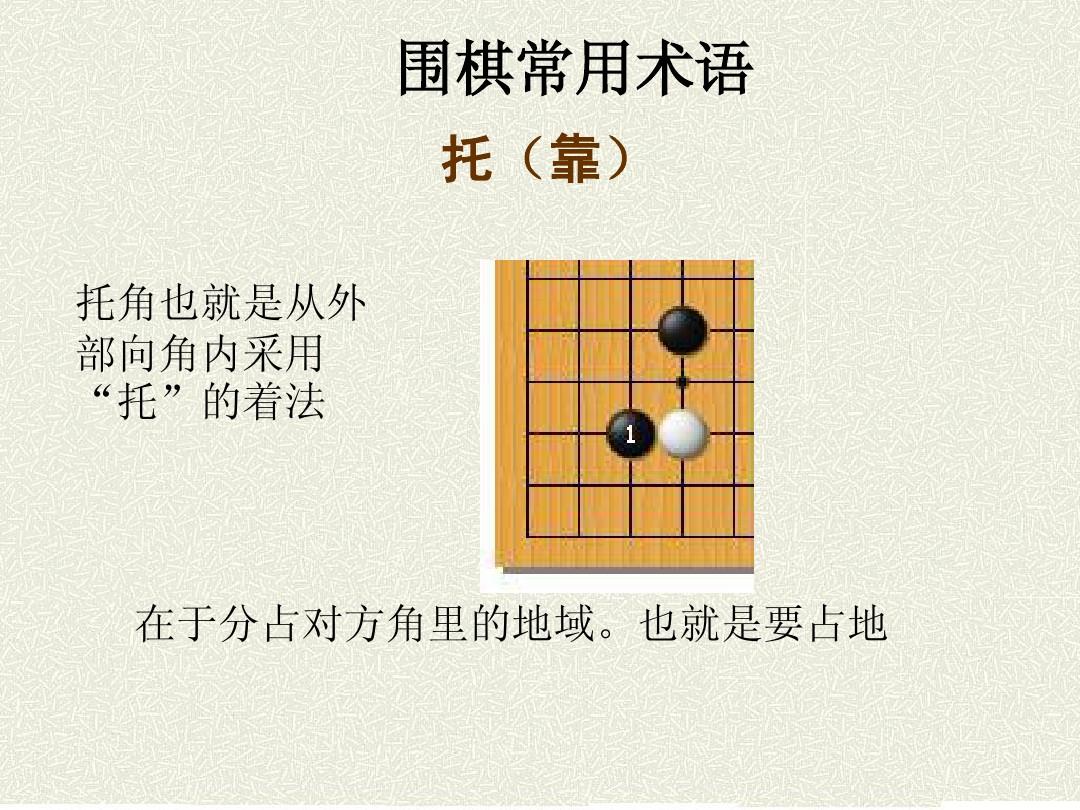 围棋常用术语
托（靠）
托角也就是从外
部向角内采用
“托”的着法
1
在于分占对方角里的地域。也就是要占地